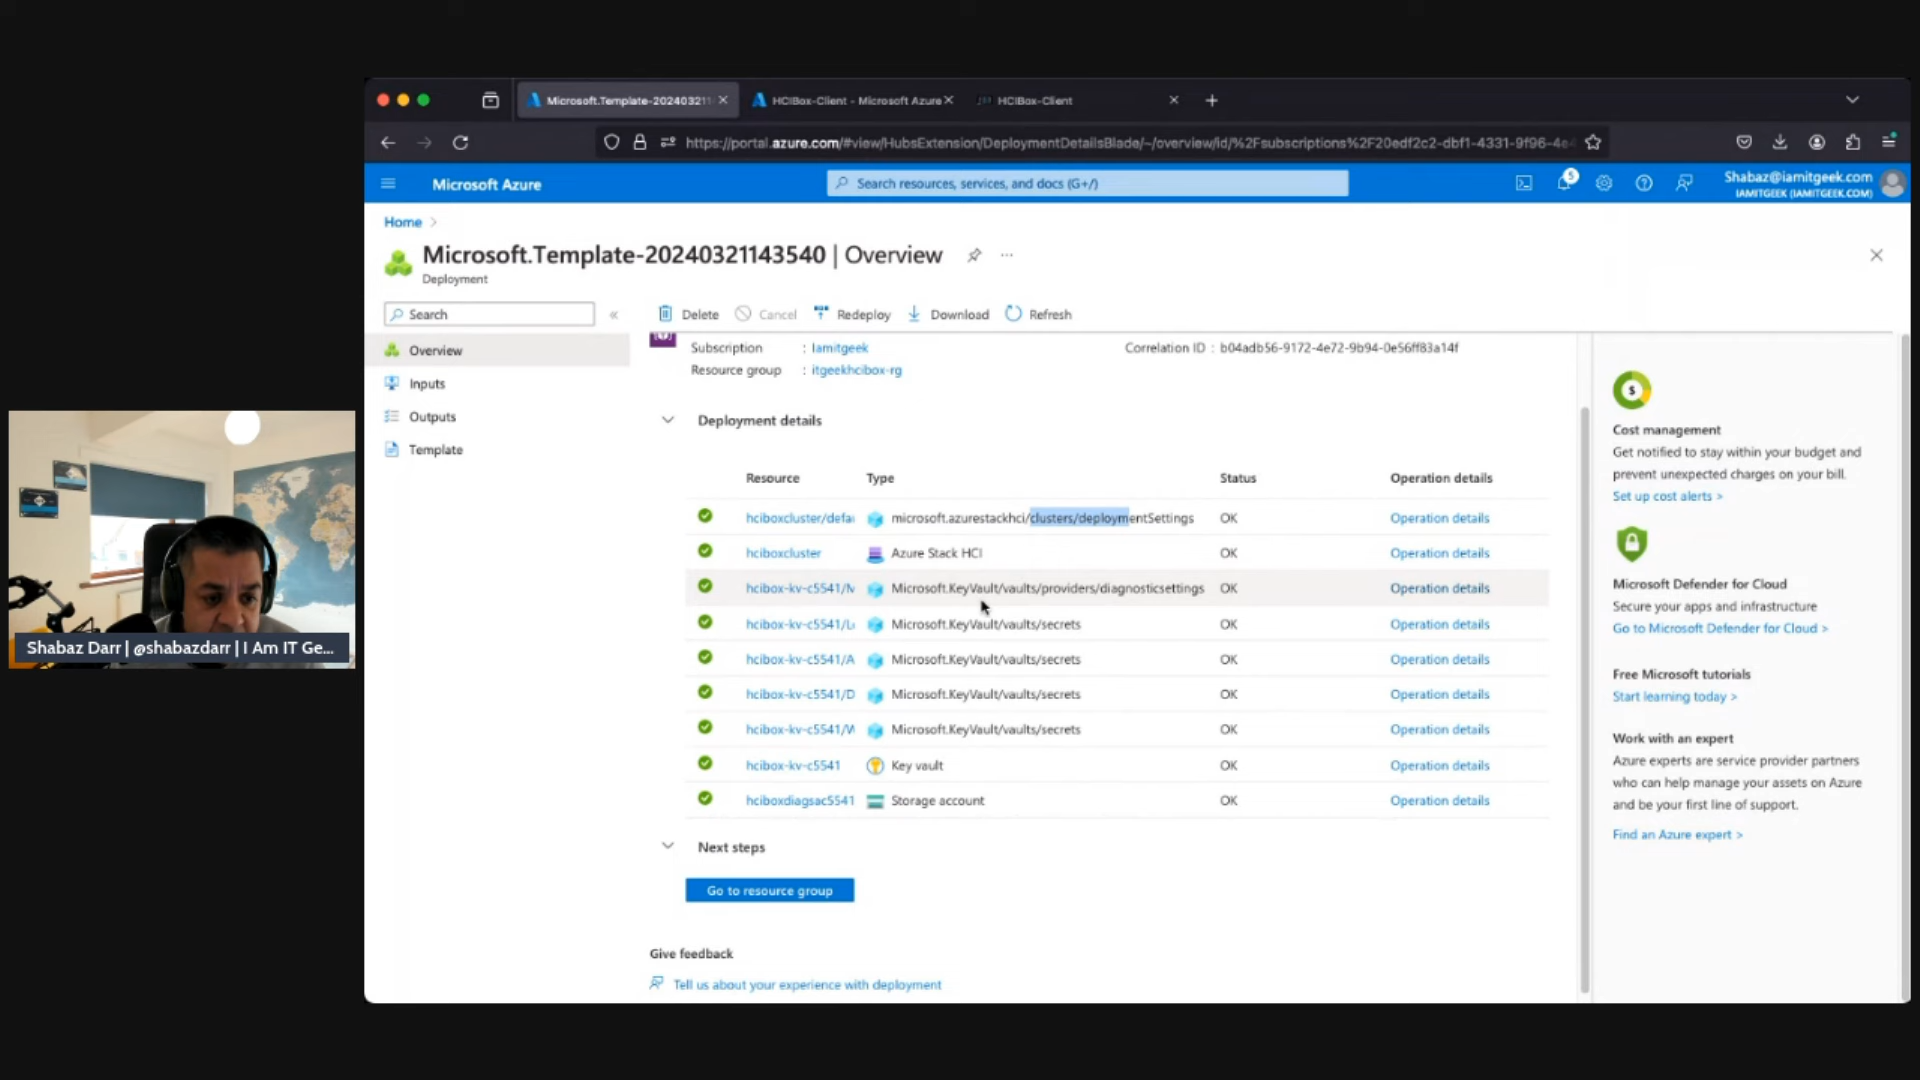 Microsoft.Template-20240321143
HCIBox-Client - Microsoft Azure
HCIBox-Client
https://portal.azure.com/#view/HubsExtension/DeploymentDetailsBlade/~/overview/id/%2Fsubscriptions%2F20edf2c2-dbf1-4331-9f96-4e4
Microsoft Azure
Search resources, services, and docs (G+/)
5
Shabaz@iamitgeek.com
IAMITGEEK (IAMITGEEK.COM)
Home
Microsoft.Template-20240321143540 | Overview
Deployment
Search
Delete
Cancel
Redeploy
Download
Refresh
Overview
Inputs
Outputs
Template
Subscription : Iamitgeek
Correlation ID : b04adb56-9172-4e72-9b94-0e56ff83a14f
Resource group : itgeekhcibox-rg
Deployment details
Resource Type Status Operation details
hciboxcluster/defau microsoft.azurestackhci/clusters/deploymentSettings OK Operation details
hciboxcluster Azure Stack HCI OK Operation details
hcibox-kv-c5541/N Microsoft.KeyVault/vaults/providers/diagnosticsettings OK Operation details
hcibox-kv-c5541/Lo Microsoft.KeyVault/vaults/secrets OK Operation details
hcibox-kv-c5541/A Microsoft.KeyVault/vaults/secrets OK Operation details
hcibox-kv-c5541/D Microsoft.KeyVault/vaults/secrets OK Operation details
hcibox-kv-c5541/W Microsoft.KeyVault/vaults/secrets OK Operation details
hcibox-kv-c5541 Key vault OK Operation details
hciboxdiagsac5541 Storage account OK Operation details
Next steps
Go to resource group
Give feedback
Tell us about your experience with deployment
Cost management
Get notified to stay within your budget and
prevent unexpected charges on your bill.
Set up cost alerts >
Microsoft Defender for Cloud
Secure your apps and infrastructure
Go to Microsoft Defender for Cloud >
Free Microsoft tutorials
Start learning today >
Work with an expert
Azure experts are service provider partners
who can help manage your assets on Azure
and be your first line of support.
Find an Azure expert >
Shabaz Darr | @shabazdarr | I Am IT Ge...